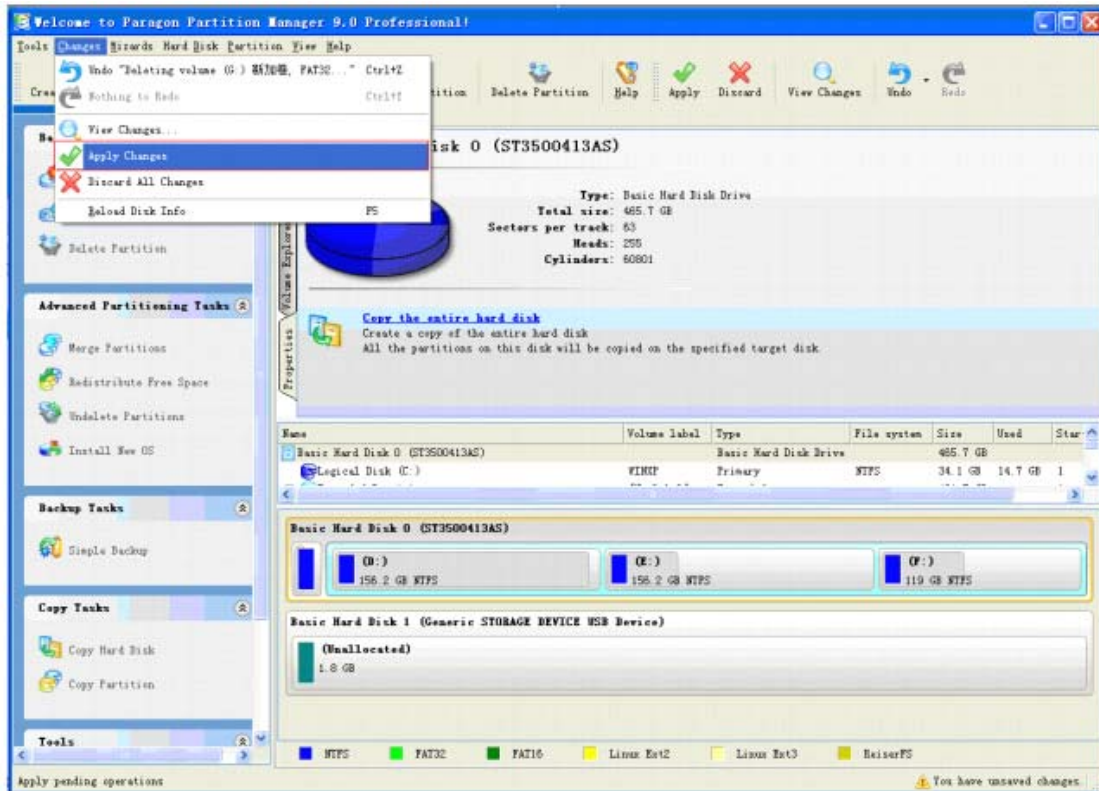 Welcome to Paragon Partition Manager 9.0 Professional!
Tools Changes Wizards Hard Disk Partition View Help
Undo "Deleting volume (G:) 新加卷, FAT32..." Ctrl+Z
Nothing to Redo
Delete Partition Help Apply Discard View Changes Undo Redo
View Changes...
Apply Changes
Discard All Changes
Reload Disk Info F5
(ST3500413AS)
Type: Basic Hard Disk Drive
Total size: 465.7 GB
Sectors per track: 63
Heads: 255
Cylinders: 60801
Volume Explorer
Properties
Delete Partition
Advanced Partitioning Tasks
Merge Partitions
Redistribute Free Space
Undelete Partitions
Install New OS
Copy the entire hard disk
Create a copy of the entire hard disk
All the partitions on this disk will be copied on the specified target disk.
Name Volume label Type File system Size Used
Basic Hard Disk 0 (ST3500413AS) Basic Hard Disk Drive 465.7 GB
Logical Disk (C:) WINXP Primary NTFS 34.1 GB 14.7 GB 1
Backup Tasks
Simple Backup
Basic Hard Disk 0 (ST3500413AS)
(D:) (E:) (F:)
156.2 GB NTFS 156.2 GB NTFS 119 GB NTFS
Copy Tasks
Copy Hard Disk
Copy Partition
Basic Hard Disk 1 (Generic STORAGE DEVICE USB Device)
(Unallocated)
1.8 GB
Tools
NTFS FAT32 FAT16 Linux Ext2 Linux Ext3 ReiserFS
Apply pending operations
You have unsaved changes.